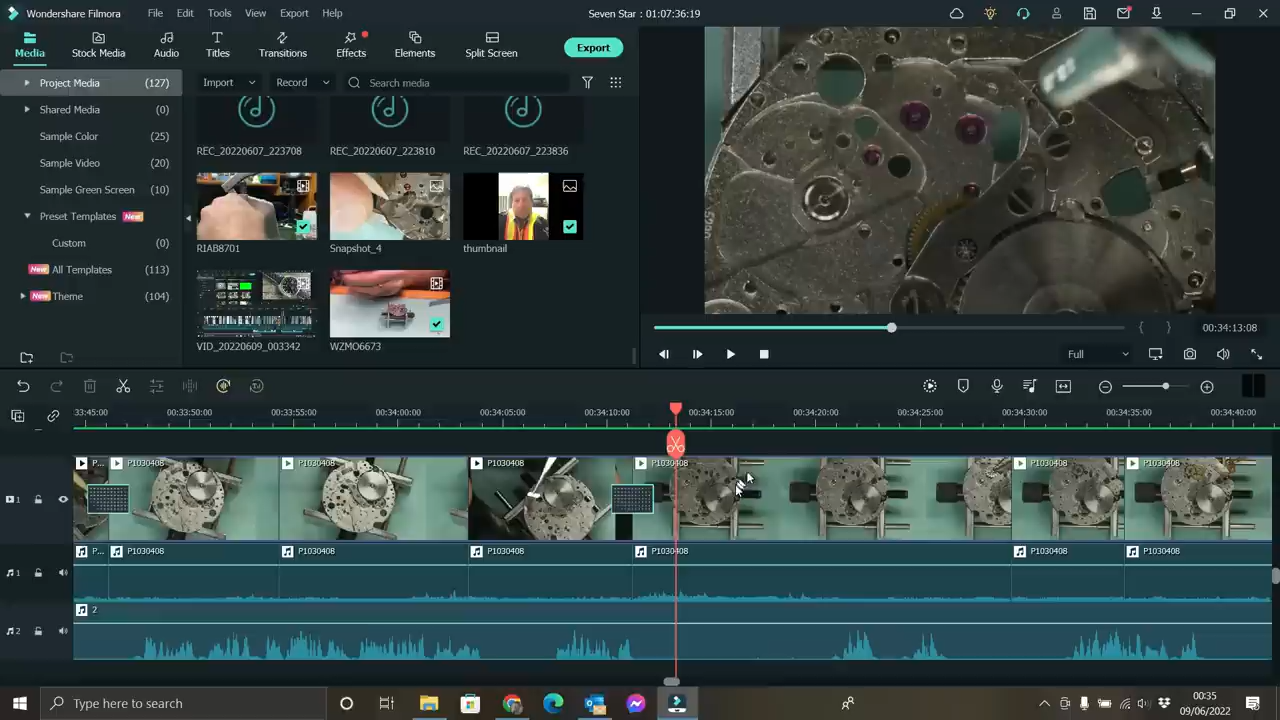 Wondershare Filmora File Edit Tools View Export Help Seven Star : 01:07:36:19
Media Stock Media Audio Titles Transitions Effects Elements Split Screen Export
Project Media (127) Import Record Search media
Shared Media (0)
Sample Color (25)
Sample Video (20)
Sample Green Screen (10)
Preset Templates New
Custom (0)
New All Templates (113)
New Theme (104)
REC_20220607_223708 REC_20220607_223810 REC_20220607_223836
RIAB8701 Snapshot_4 thumbnail
VID_20220609_003342 WZMO6673
00:34:13:08
Full
33:45:00 00:33:50:00 00:33:55:00 00:34:00:00 00:34:05:00 00:34:10:00 00:34:15:00 00:34:20:00 00:34:25:00 00:34:30:00 00:34:35:00 00:34:40:00
P... P1030408 P1030408 P1030408 P1030408 P1030408 P1030408
1
P... P1030408 P1030408 P1030408 P1030408 P1030408 P1030408
1
2
2
Type here to search
00:35
09/06/2022